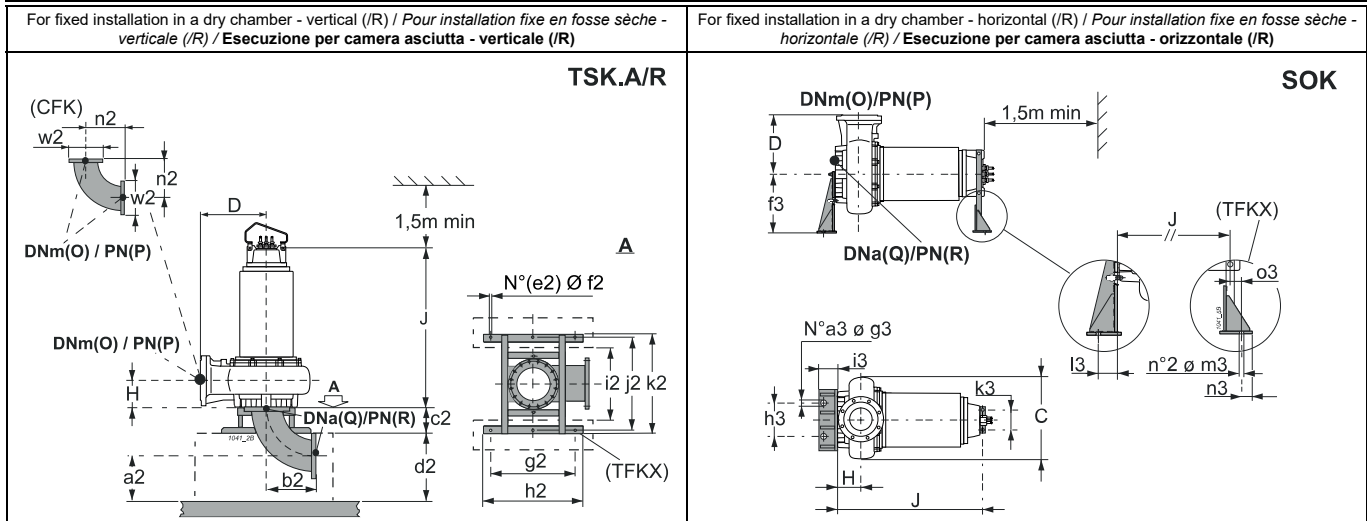 For fixed installation in a dry chamber - vertical (/R) / Pour installation fixe en fosse sèche -
verticale (/R) / Esecuzione per camera asciutta - verticale (/R)
TSK.A/R
(CFK)
n2
w2
n2
w2
D
DNm(O) / PN(P)
1,5m min
A
N°(e2) Ø f2
J
DNm(O) / PN(P)
H
A
DNa(Q)/PN(R)
c2
i2
j2
k2
1041_2B
a2
b2
d2
g2
h2
(TFKX)
For fixed installation in a dry chamber - horizontal (/R) / Pour installation fixe en fosse sèche -
horizontale (/R) / Esecuzione per camera asciutta - orizzontale (/R)
SOK
DNm(O)/PN(P)
1,5m min
D
f3
DNa(Q)/PN(R)
J
(TFKX)
o3
N°a3 ø g3
i3
l3
n°2 ø m3
n3
k3
h3
C
H
J